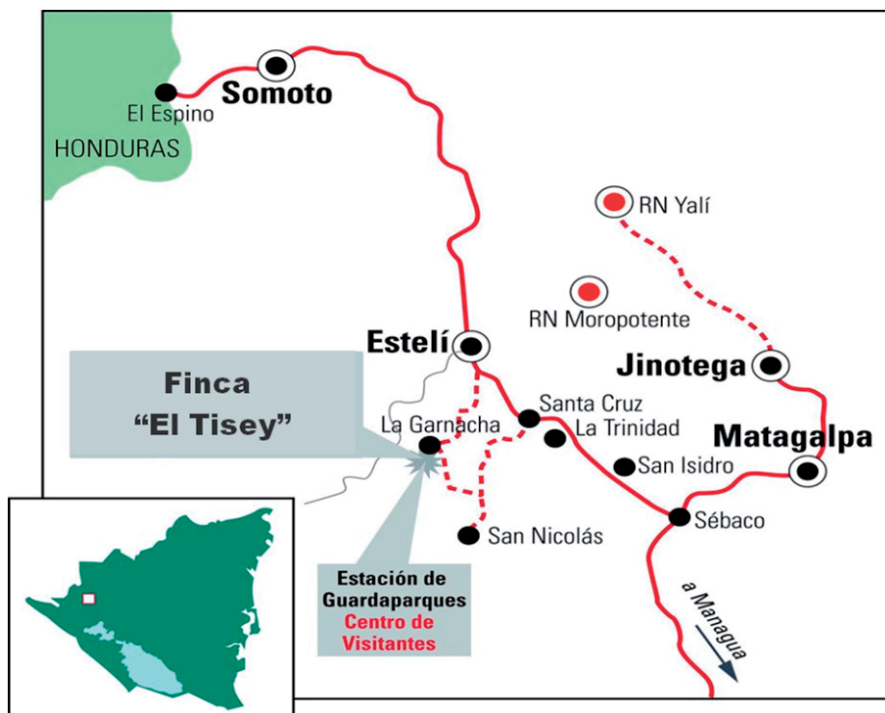 Somoto
El Espino
HONDURAS
RN Yalí
RN Moropotente
Estelí
Jinotega
Finca
“El Tisey”
La Garnacha
Santa Cruz
La Trinidad
Matagalpa
San Isidro
Sébaco
San Nicolás
Estación de
Guardaparques
Centro de
Visitantes
a Managua